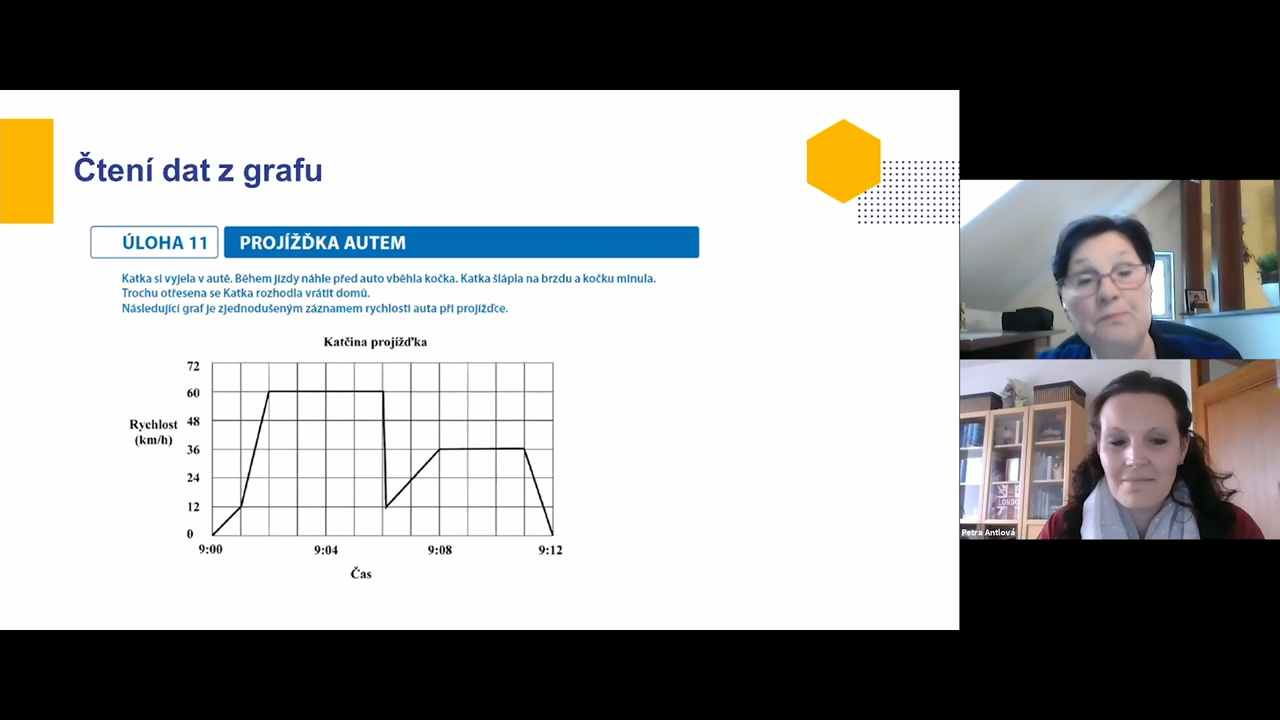 Čtení dat z grafu
ÚLOHA 11
PROJÍŽĎKA AUTEM
Katka si vyjela v autě. Během jízdy náhle před auto vběhla kočka. Katka šlápla na brzdu a kočku minula.
Trochu otřesena se Katka rozhodla vrátit domů.
Následující graf je zjednodušeným záznamem rychlosti auta při projížďce.
Katčina projížďka
72
60
48
36
24
12
0
Rychlost
(km/h)
9:00
9:04
9:08
9:12
Čas
LONDON
Petra Antlová